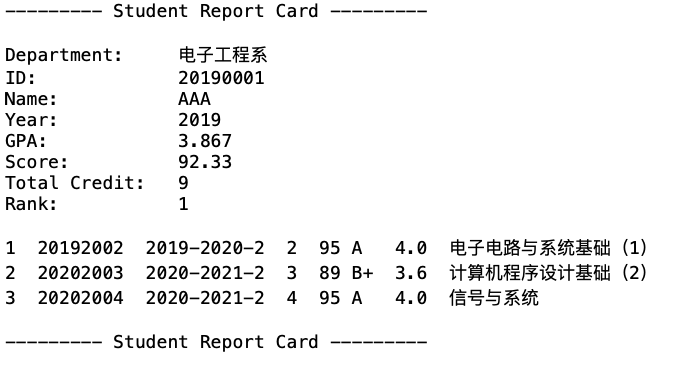 --------- Student Report Card ---------
Department:     电子工程系
ID:             20190001
Name:           AAA
Year:           2019
GPA:            3.867
Score:          92.33
Total Credit:   9
Rank:           1
1  20192002  2019-2020-2  2  95 A   4.0  电子电路与系统基础（1）
2  20202003  2020-2021-2  3  89 B+  3.6  计算机程序设计基础（2）
3  20202004  2020-2021-2  4  95 A   4.0  信号与系统
--------- Student Report Card ---------